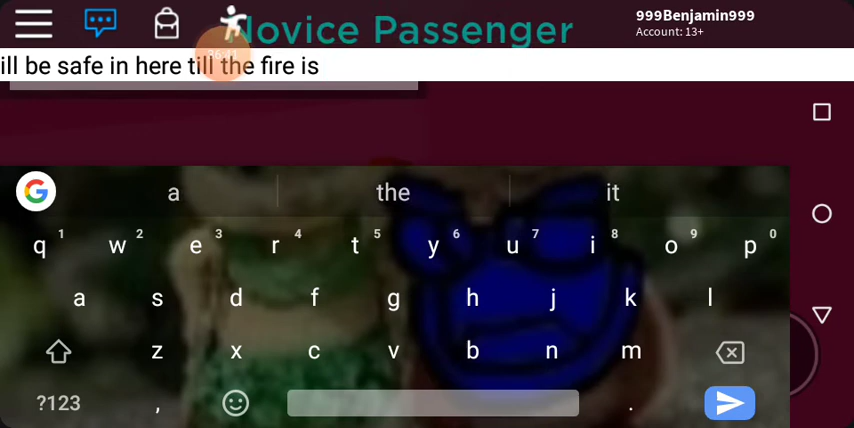 Novice Passenger
999Benjamin999
Account: 13+
ill be safe in here till the fire is
a the it
q 1 w 2 e 3 r 4 t 5 y 6 u 7 i 8 o 9 p 0
a s d f g h j k l
z x c v b n m
?123 , .